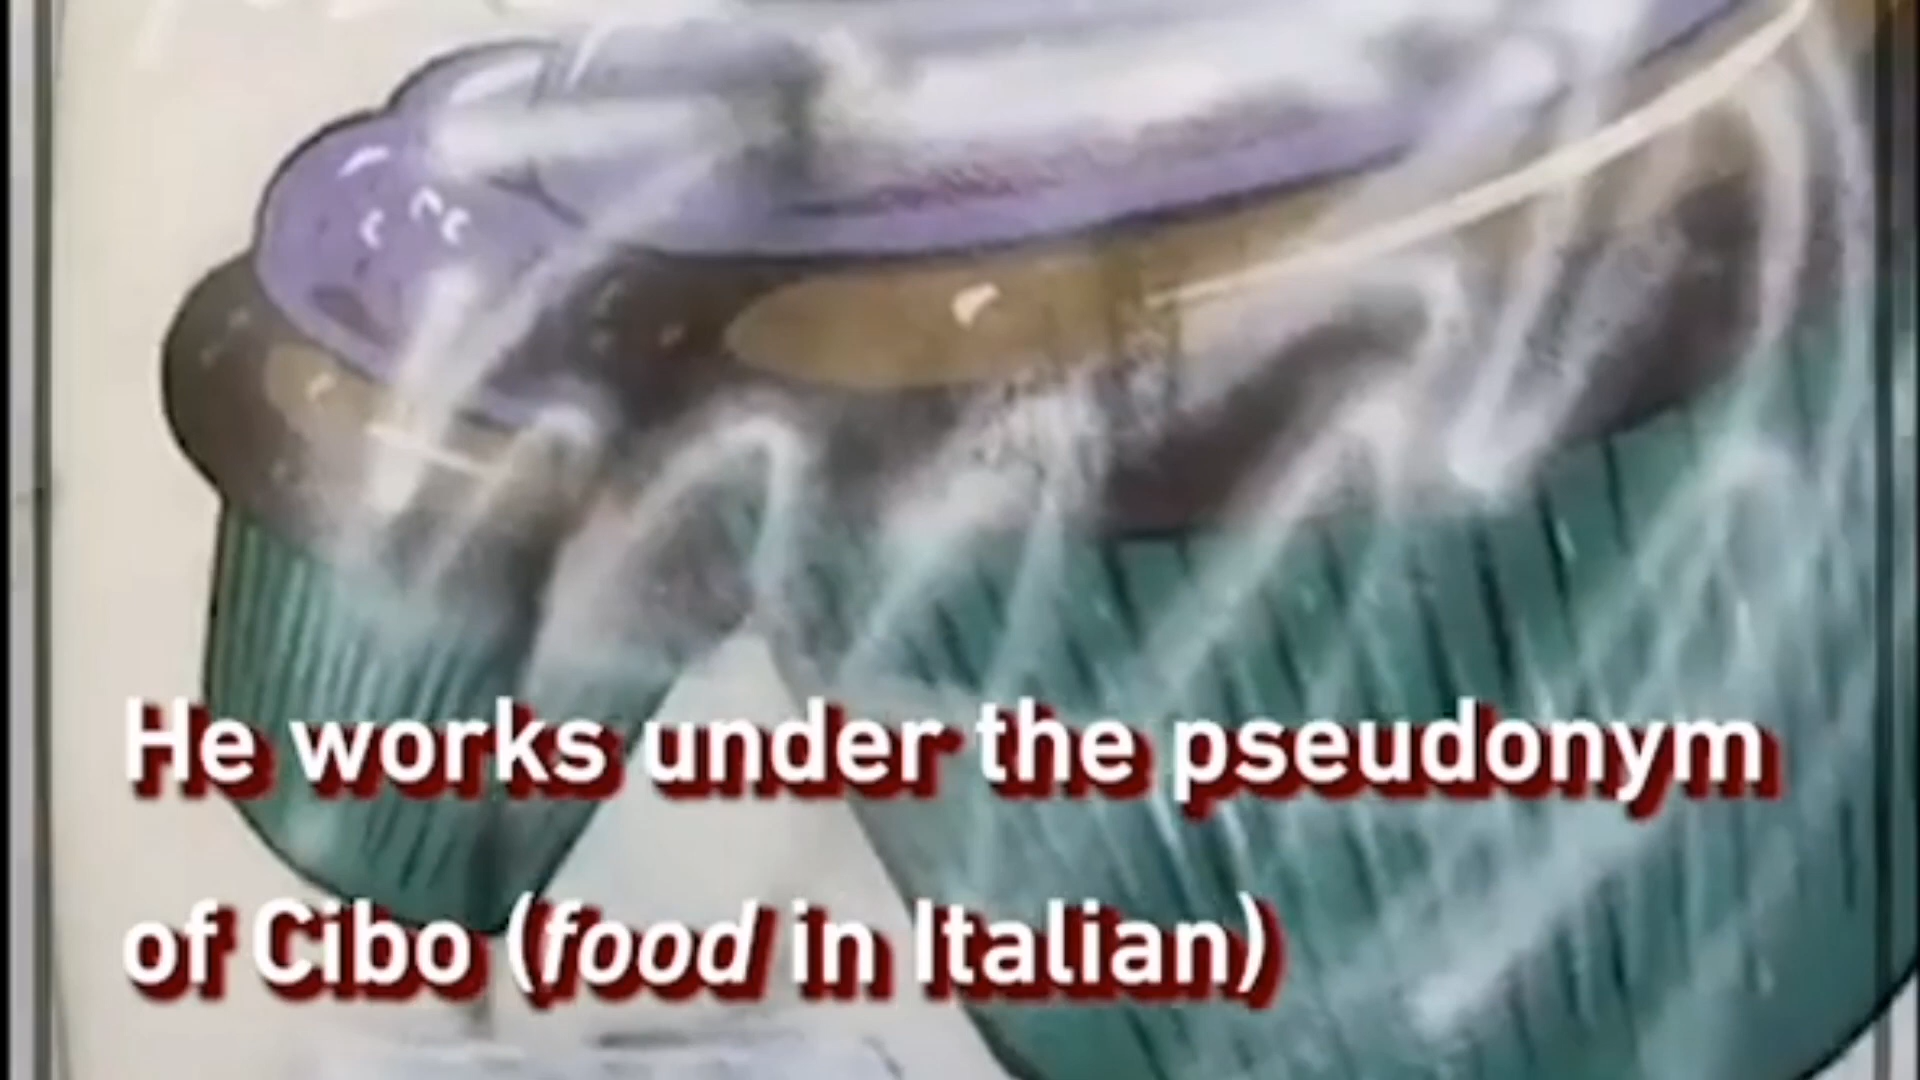 He works under the pseudonym
of Cibo (food in Italian)